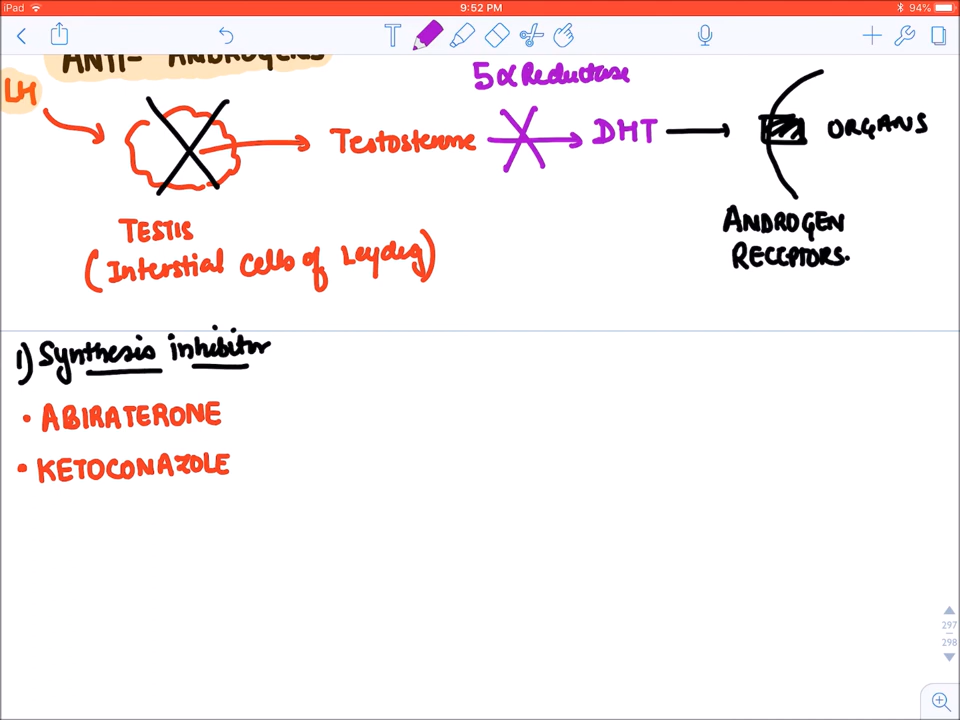 iPad 9:52 PM 94%
T
ANTI- ANDROGENS
5α Reductase
LH
Testosterone DHT ORGANS
TESTIS
(Interstial Cells of Leydeg)
ANDROGEN
RECEPTORS.
1) Synthesis inhibitor
• ABIRATERONE
• KETOCONAZOLE
297
298